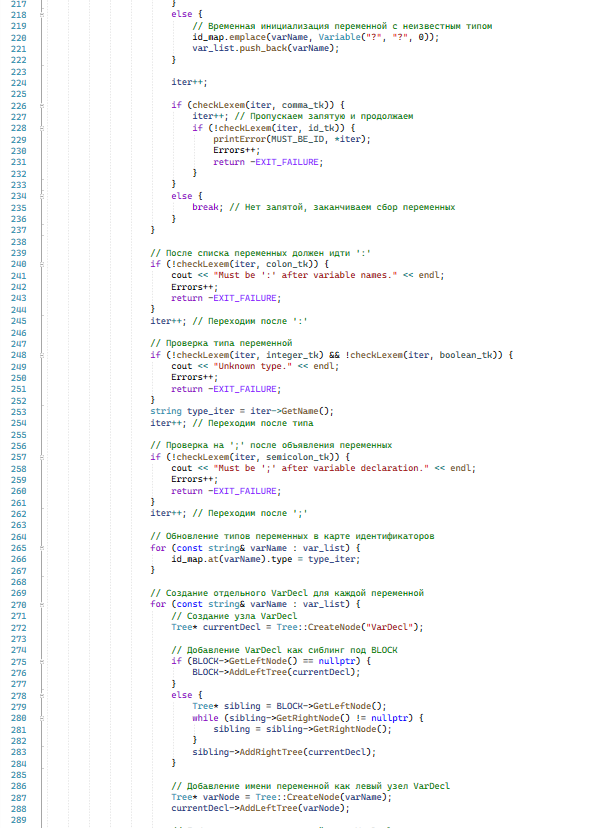 217 }
218 else {
219 // Временная инициализация переменной с неизвестным типом
220 id_map.emplace(varName, Variable("?", "?", 0));
221 var_list.push_back(varName);
222 }
223
224 iter++;
225
226 if (checkLexem(iter, comma_tk)) {
227 iter++; // Пропускаем запятую и продолжаем
228 if (!checkLexem(iter, id_tk)) {
229 printError(MUST_BE_ID, *iter);
230 Errors++;
231 return -EXIT_FAILURE;
232 }
233 }
234 else {
235 break; // Нет запятой, заканчиваем сбор переменных
236 }
237 }
238
239 // После списка переменных должен идти ':'
240 if (!checkLexem(iter, colon_tk)) {
241 cout << "Must be ':' after variable names." << endl;
242 Errors++;
243 return -EXIT_FAILURE;
244 }
245 iter++; // Переходим после ':'
246
247 // Проверка типа переменной
248 if (!checkLexem(iter, integer_tk) && !checkLexem(iter, boolean_tk)) {
249 cout << "Unknown type." << endl;
250 Errors++;
251 return -EXIT_FAILURE;
252 }
253 string type_iter = iter->GetName();
254 iter++; // Переходим после типа
255
256 // Проверка на ';' после объявления переменных
257 if (!checkLexem(iter, semicolon_tk)) {
258 cout << "Must be ';' after variable declaration." << endl;
259 Errors++;
260 return -EXIT_FAILURE;
261 }
262 iter++; // Переходим после ';'
263
264 // Обновление типов переменных в карте идентификаторов
265 for (const string& varName : var_list) {
266 id_map.at(varName).type = type_iter;
267 }
268
269 // Создание отдельного VarDecl для каждой переменной
270 for (const string& varName : var_list) {
271 // Создание узла VarDecl
272 Tree* currentDecl = Tree::CreateNode("VarDecl");
273
274 // Добавление VarDecl как сиблинг под BLOCK
275 if (BLOCK->GetLeftNode() == nullptr) {
276 BLOCK->AddLeftTree(currentDecl);
277 }
278 else {
279 Tree* sibling = BLOCK->GetLeftNode();
280 while (sibling->GetRightNode() != nullptr) {
281 sibling = sibling->GetRightNode();
282 }
283 sibling->AddRightTree(currentDecl);
284 }
285
286 // Добавление имени переменной как левый узел VarDecl
287 Tree* varNode = Tree::CreateNode(varName);
288 currentDecl->AddLeftTree(varNode);
289